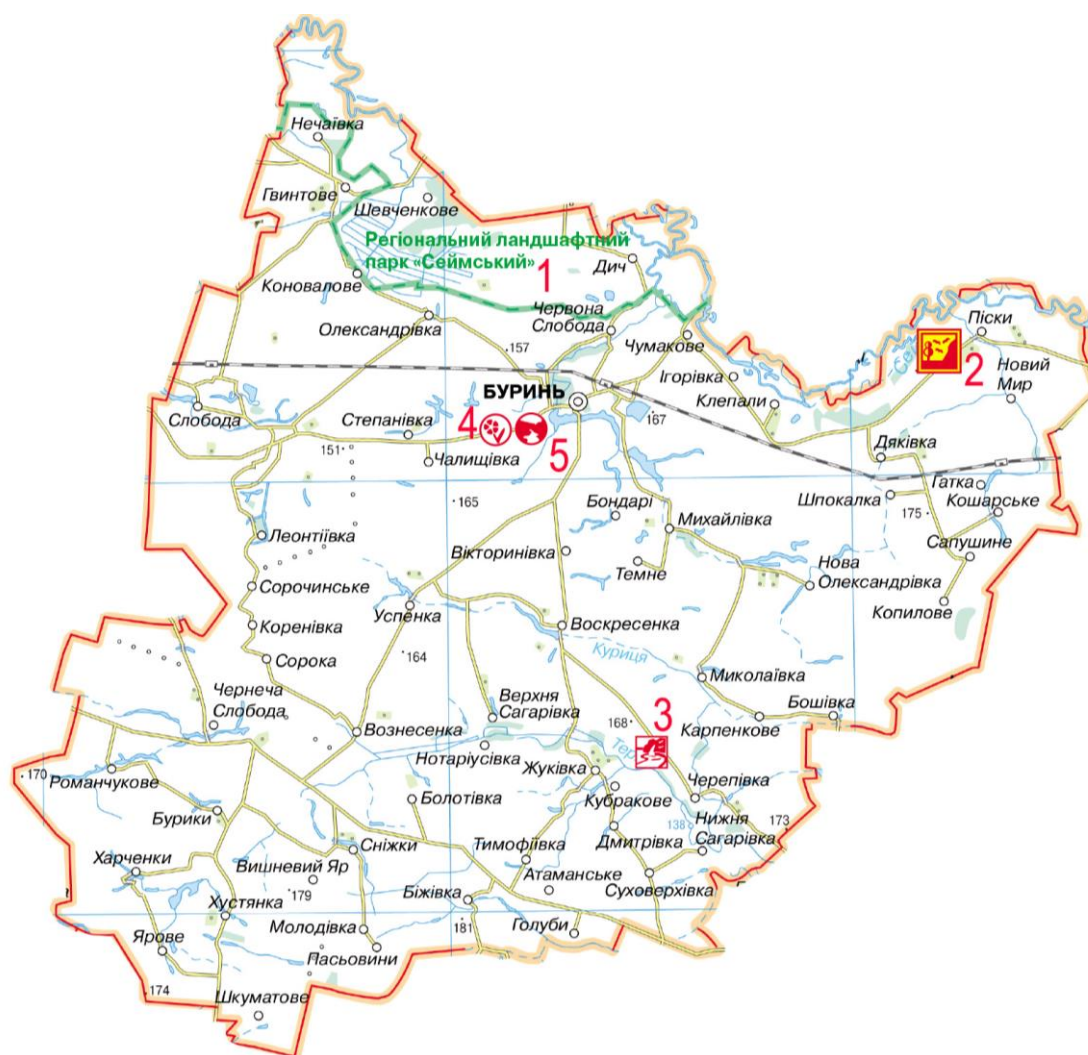 Нечаївка
Гвинтове
Шевченкове
Регіональний ландшафтний
парк «Сеймський»
1
Дич
Коновалове
Червона
Слобода
Олександрівка
Чумакове
Піски
157
2
Новий
Мир
Ігорівка
БУРИНЬ
Клепали
Слобода
Степанівка
4
167
5
151
Чалищівка
Дяківка
Гатка
Шпокалка
Кошарське
165
Бондарі
175
Михайлівка
Леонтіївка
Сапушине
Вікторинівка
Нова
Олександрівка
Темне
Сорочинське
Копилове
Успенка
Коренівка
Воскресенка
Куриця
164
Сорока
Миколаївка
Чернеча
Слобода
Верхня
Сагарівка
168
3
Бошівка
Карпенкове
Вознесенка
Нотаріусівка
Жуківка
170
Романчукове
Черепівка
Болотівка
Кубракове
Бурики
138
Нижня
Сагарівка
173
Дмитрівка
Сніжки
Тимофіївка
Харченки
Вишневий Яр
Атаманське
Суховерхівка
179
Біжівка
Хустянка
181
Голуби
Молодівка
Ярове
Пасьовини
174
Шкуматове